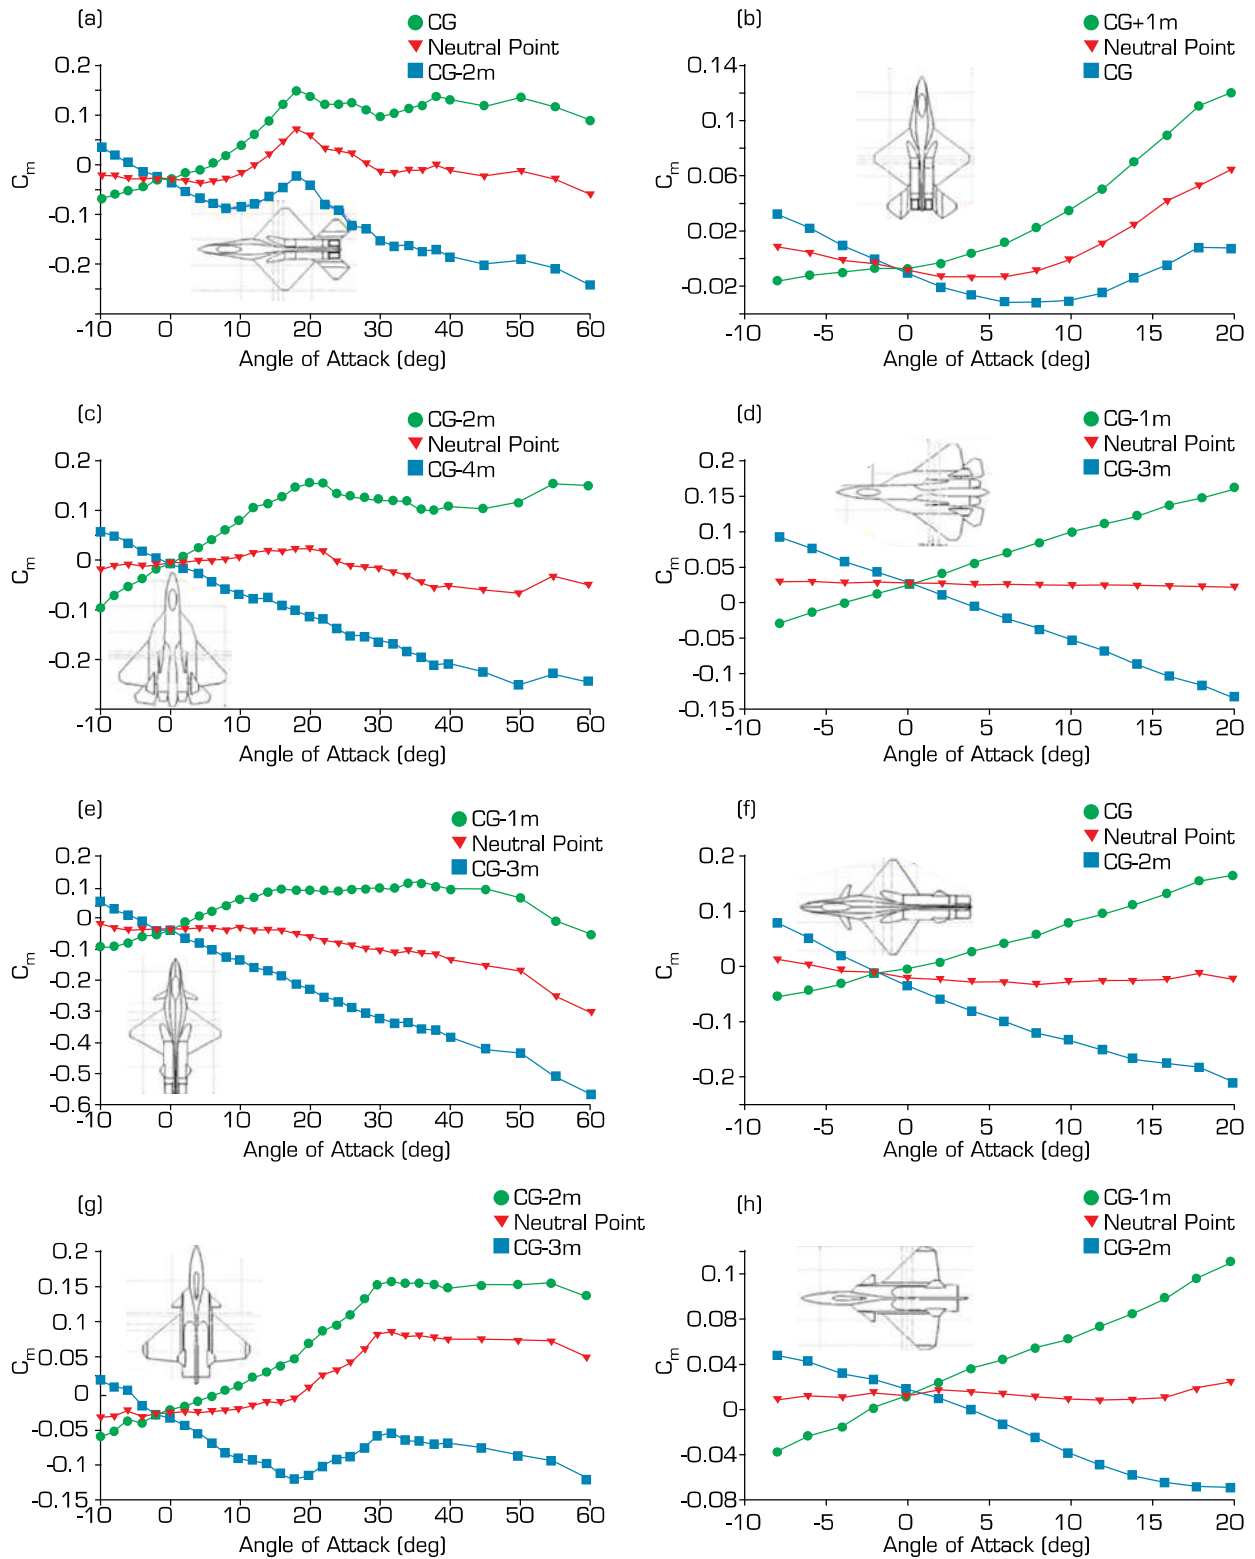 (a)
CG
Neutral Point
CG-2m
0.2
0.1
0
-0.1
-0.2
C_m
-10 0 10 20 30 40 50 60
Angle of Attack (deg)
(b)
CG+1m
Neutral Point
CG
0.14
0.1
0.06
0.02
-0.02
C_m
-10 -5 0 5 10 15 20
Angle of Attack (deg)
(c)
CG-2m
Neutral Point
CG-4m
0.2
0.1
0
-0.1
-0.2
C_m
-10 0 10 20 30 40 50 60
Angle of Attack (deg)
(d)
CG-1m
Neutral Point
CG-3m
0.2
0.15
0.1
0.05
0
-0.05
-0.1
-0.15
C_m
-10 -5 0 5 10 15 20
Angle of Attack (deg)
(e)
CG-1m
Neutral Point
CG-3m
0.2
0.1
0
-0.1
-0.2
-0.3
-0.4
-0.5
-0.6
C_m
-10 0 10 20 30 40 50 60
Angle of Attack (deg)
(f)
CG
Neutral Point
CG-2m
0.2
0.1
0
-0.1
-0.2
C_m
-10 -5 0 5 10 15 20
Angle of Attack (deg)
(g)
CG-2m
Neutral Point
CG-3m
0.2
0.15
0.1
0.05
0
-0.05
-0.1
-0.15
C_m
-10 0 10 20 30 40 50 60
Angle of Attack (deg)
(h)
CG-1m
Neutral Point
CG-2m
0.1
0.08
0.04
0
-0.04
-0.08
C_m
-10 -5 0 5 10 15 20
Angle of Attack (deg)